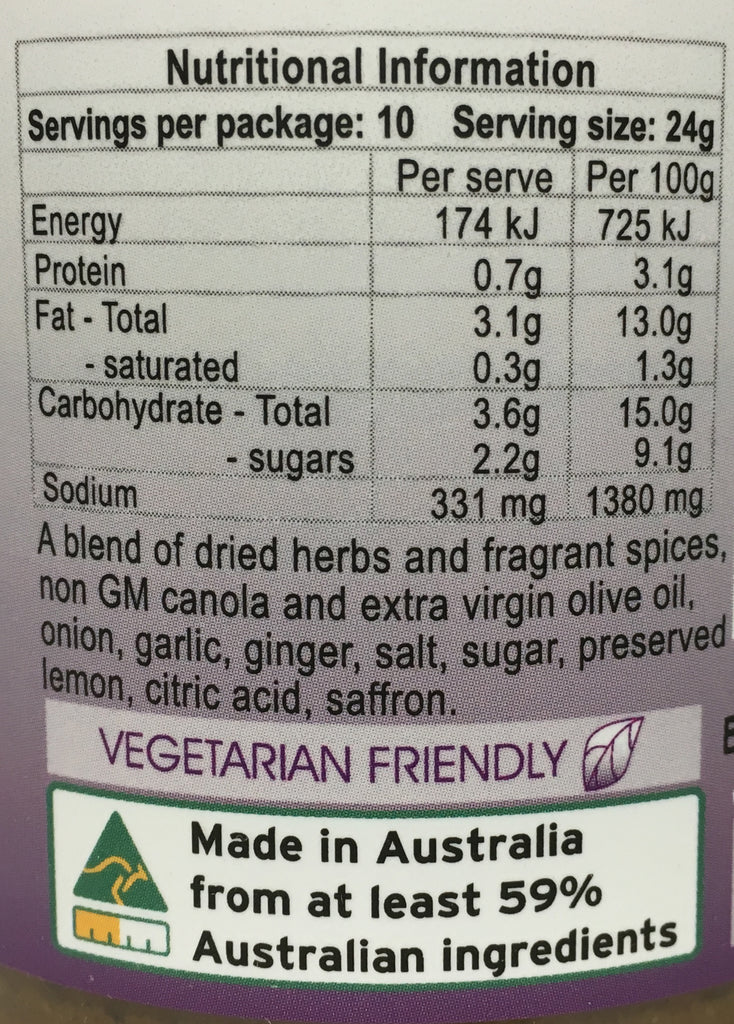 Nutritional Information
Servings per package: 10 Serving size: 24g
Per serve Per 100g
Energy 174 kJ 725 kJ
Protein 0.7g 3.1g
Fat - Total 3.1g 13.0g
- saturated 0.3g 1.3g
Carbohydrate - Total 3.6g 15.0g
- sugars 2.2g 9.1g
Sodium 331 mg 1380 mg
A blend of dried herbs and fragrant spices,
non GM canola and extra virgin olive oil,
onion, garlic, ginger, salt, sugar, preserved
lemon, citric acid, saffron.
VEGETARIAN FRIENDLY
Made in Australia
from at least 59%
Australian ingredients